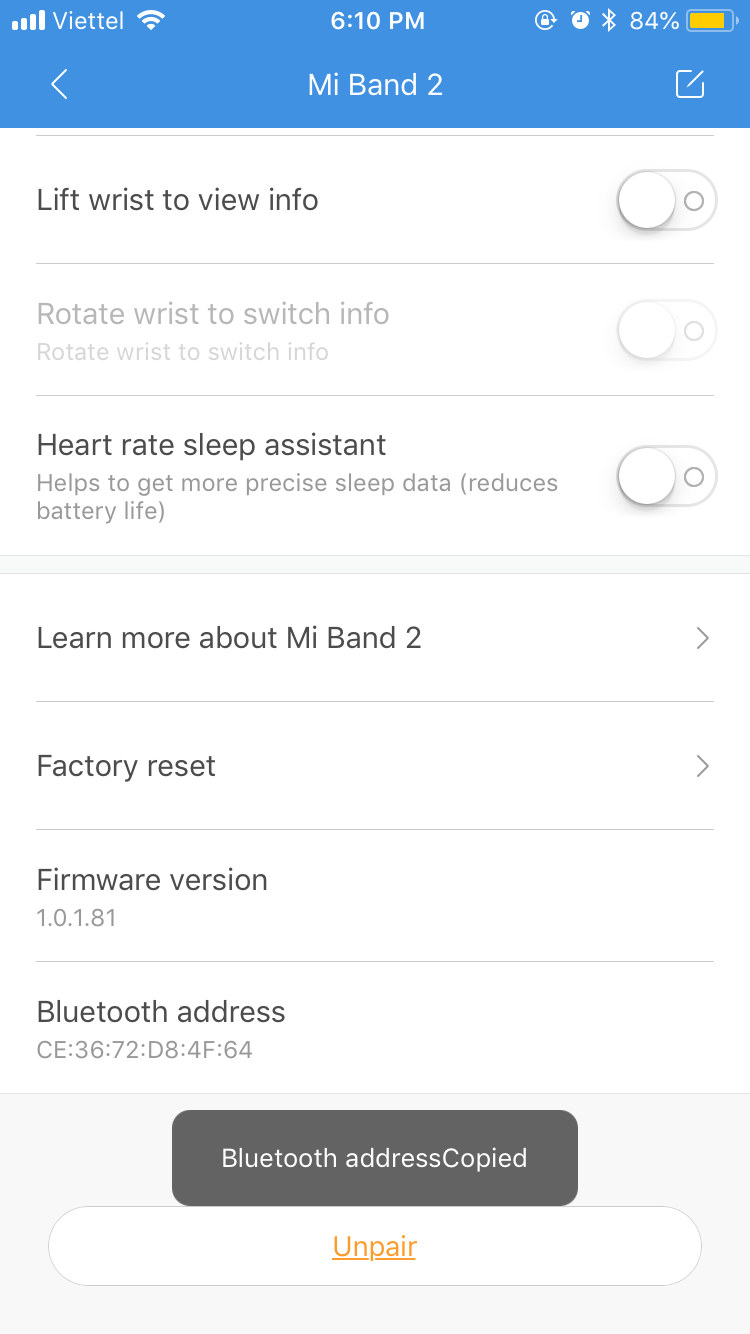 Viettel 6:10 PM 84%
Mi Band 2
Lift wrist to view info
Rotate wrist to switch info
Rotate wrist to switch info
Heart rate sleep assistant
Helps to get more precise sleep data (reduces
battery life)
Learn more about Mi Band 2
Factory reset
Firmware version
1.0.1.81
Bluetooth address
CE:36:72:D8:4F:64
Bluetooth addressCopied
Unpair